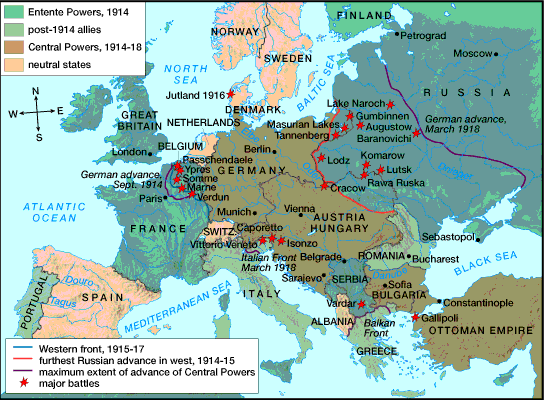 Entente Powers, 1914
post-1914 allies
Central Powers, 1914-18
neutral states
FINLAND
NORWAY
SWEDEN
Petrograd
Moscow
NORTH
SEA
BALTIC SEA
RUSSIA
Jutland 1916
DENMARK
Lake Naroch
Gumbinnen
Masurian Lakes
Augustow
Tannenberg
Baranovichi
German advance,
March 1918
N
W
E
S
GREAT
BRITAIN
NETHERLANDS
London
BELGIUM
Berlin
GERMANY
Passchendaele
Ypres
Somme
Marne
Verdun
German advance,
Sept. 1914
Paris
Lodz
Komarow
Lutsk
Rawa Ruska
Cracow
Dnieper
ATLANTIC
OCEAN
FRANCE
Munich
Vienna
AUSTRIA
HUNGARY
SWITZ.
Caporetto
Vittorio Veneto
Isonzo
Italian Front
March 1918
Sebastopol
ROMANIA
Bucharest
Belgrade
BLACK SEA
Sarajevo
SERBIA
Danube
Sofia
BULGARIA
Constantinople
PORTUGAL
Douro
Tagus
SPAIN
MEDITERRANEAN SEA
ITALY
Vardar
ALBANIA
Balkan
Front
Gallipoli
OTTOMAN EMPIRE
GREECE
Western front, 1915-17
furthest Russian advance in west, 1914-15
maximum extent of advance of Central Powers
major battles